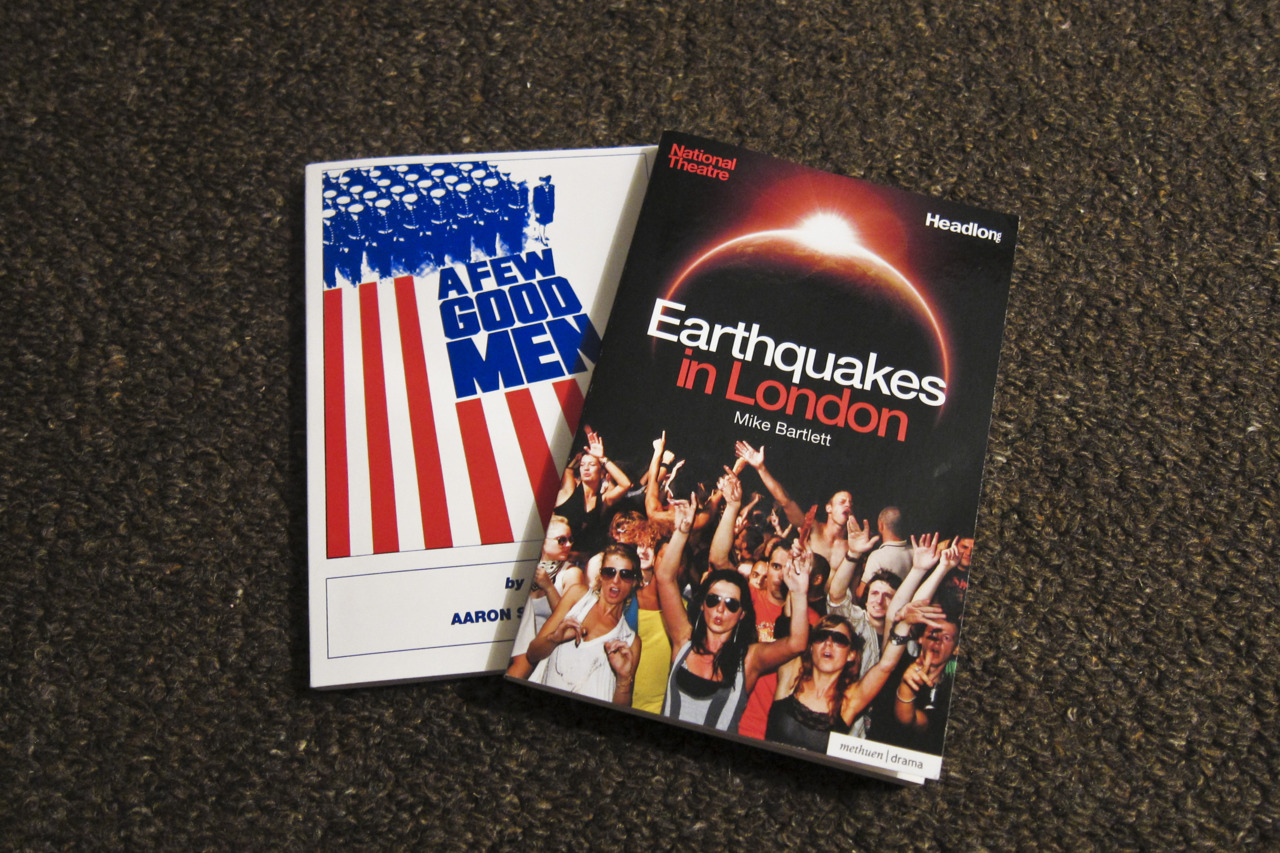 A FEW
GOOD
MEN
by
AARON S
National
Theatre
Headlong
Earthquakes
in London
Mike Bartlett
methuen | drama